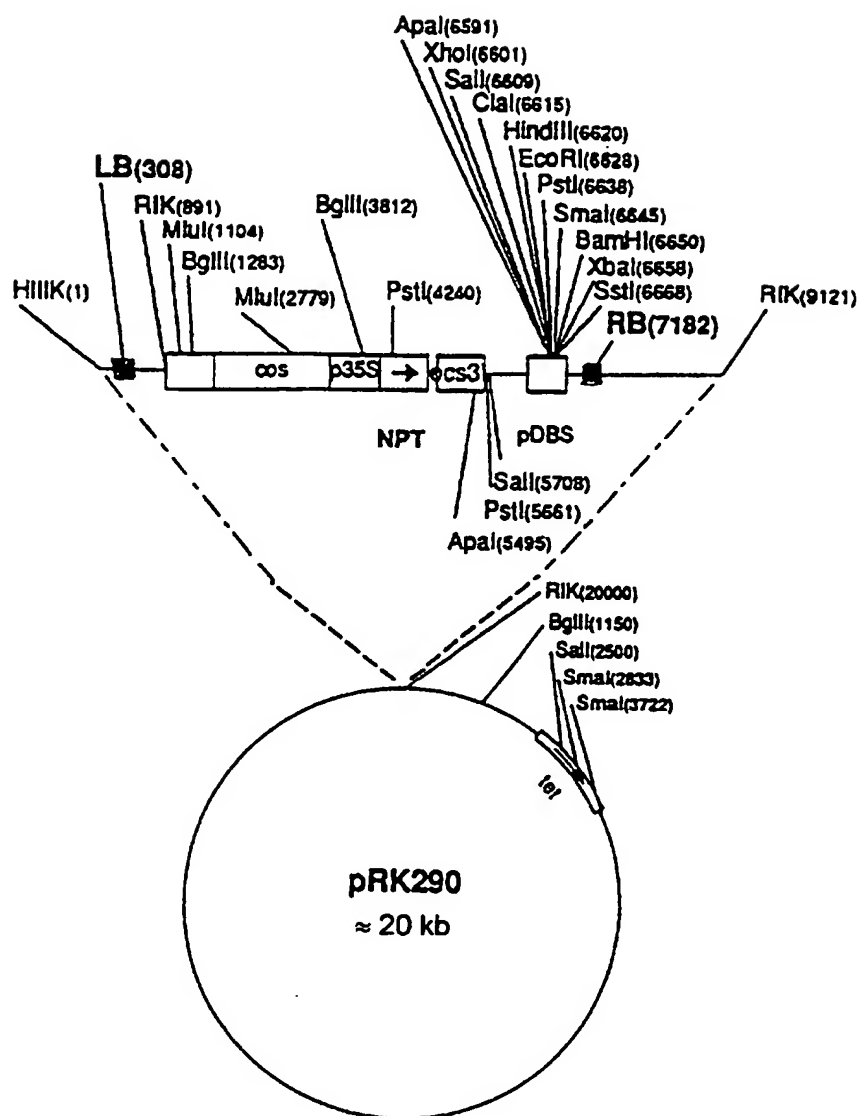 ApaI(6591)
XhoI(6601)
SalI(6609)
ClaI(6615)
HindIII(6620)
EcoRI(6628)
PstI(6638)
SmaI(6645)
BamHI(6650)
XbaI(6658)
SstI(6668)
LB(308)
RIK(891)
MluI(1104)
BglII(1283)
MluI(2779)
BglII(3812)
PstI(4240)
HIIIK(1)
RIK(9121)
RB(7182)
cos
p35S
cs3
NPT
pDBS
SalI(5708)
PstI(5661)
ApaI(5495)
RIK(20000)
BglII(1150)
SalI(2500)
SmaI(2833)
SmaI(3722)
tet
pRK290
≈ 20 kb